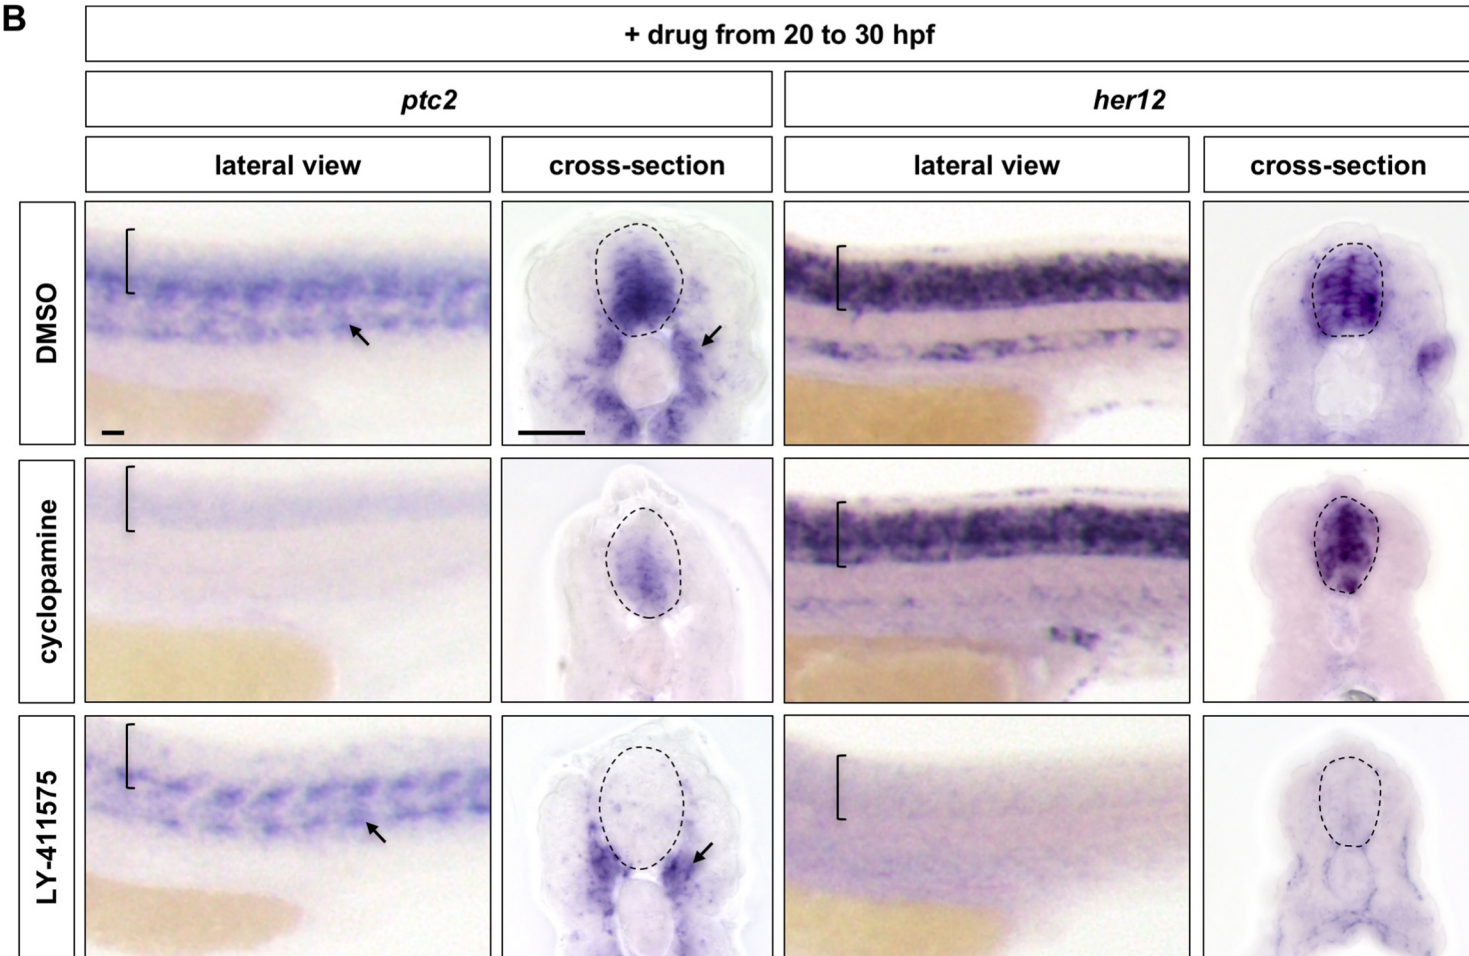 B
+ drug from 20 to 30 hpf
ptc2
her12
lateral view
cross-section
lateral view
cross-section
DMSO
cyclopamine
LY-411575